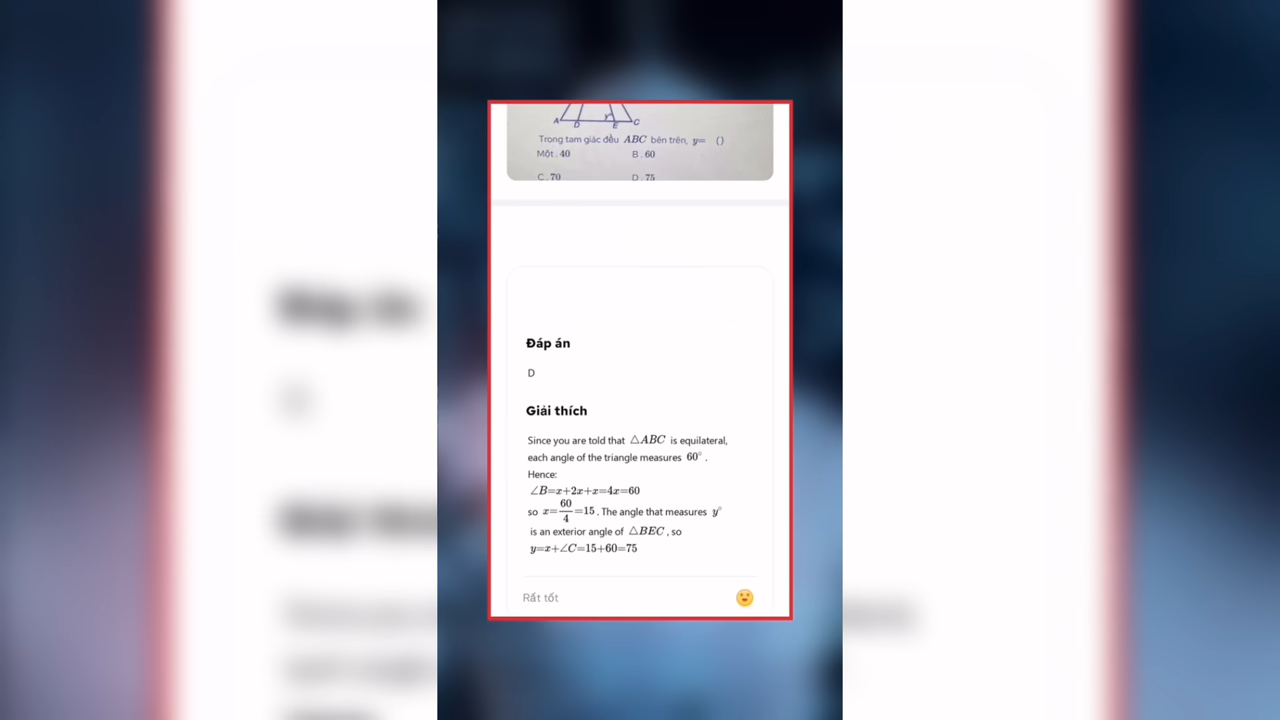 A D E C
y°
Trong tam giác đều ABC bên trên, y= ()
Một . 40 B . 60
C . 70 D . 75
Đáp án
D
Giải thích
Since you are told that △ABC is equilateral,
each angle of the triangle measures 60° .
Hence:
∠B=x+2x+x=4x=60
so x=60/4=15 . The angle that measures y°
is an exterior angle of △BEC , so
y=x+∠C=15+60=75
Rất tốt